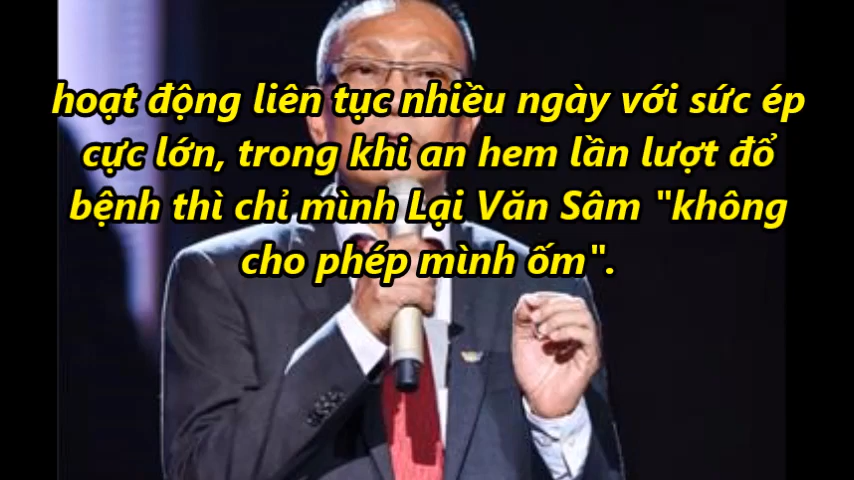 hoạt động liên tục nhiều ngày với sức ép
cực lớn, trong khi an hem lần lượt đổ
bệnh thì chỉ mình Lại Văn Sâm "không
cho phép mình ốm".